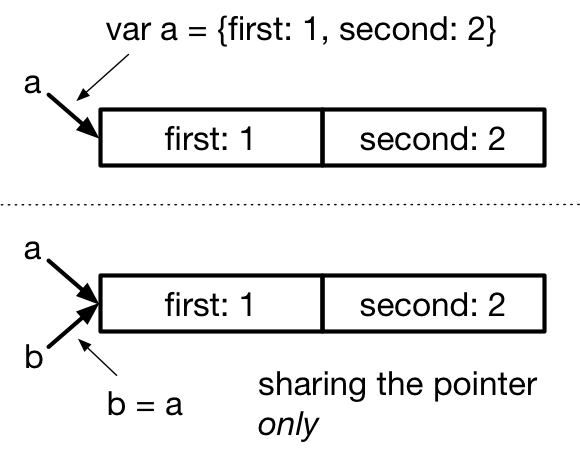 var a = {first: 1, second: 2}
a
first: 1 second: 2
a
first: 1 second: 2
b
b = a
sharing the pointer
only